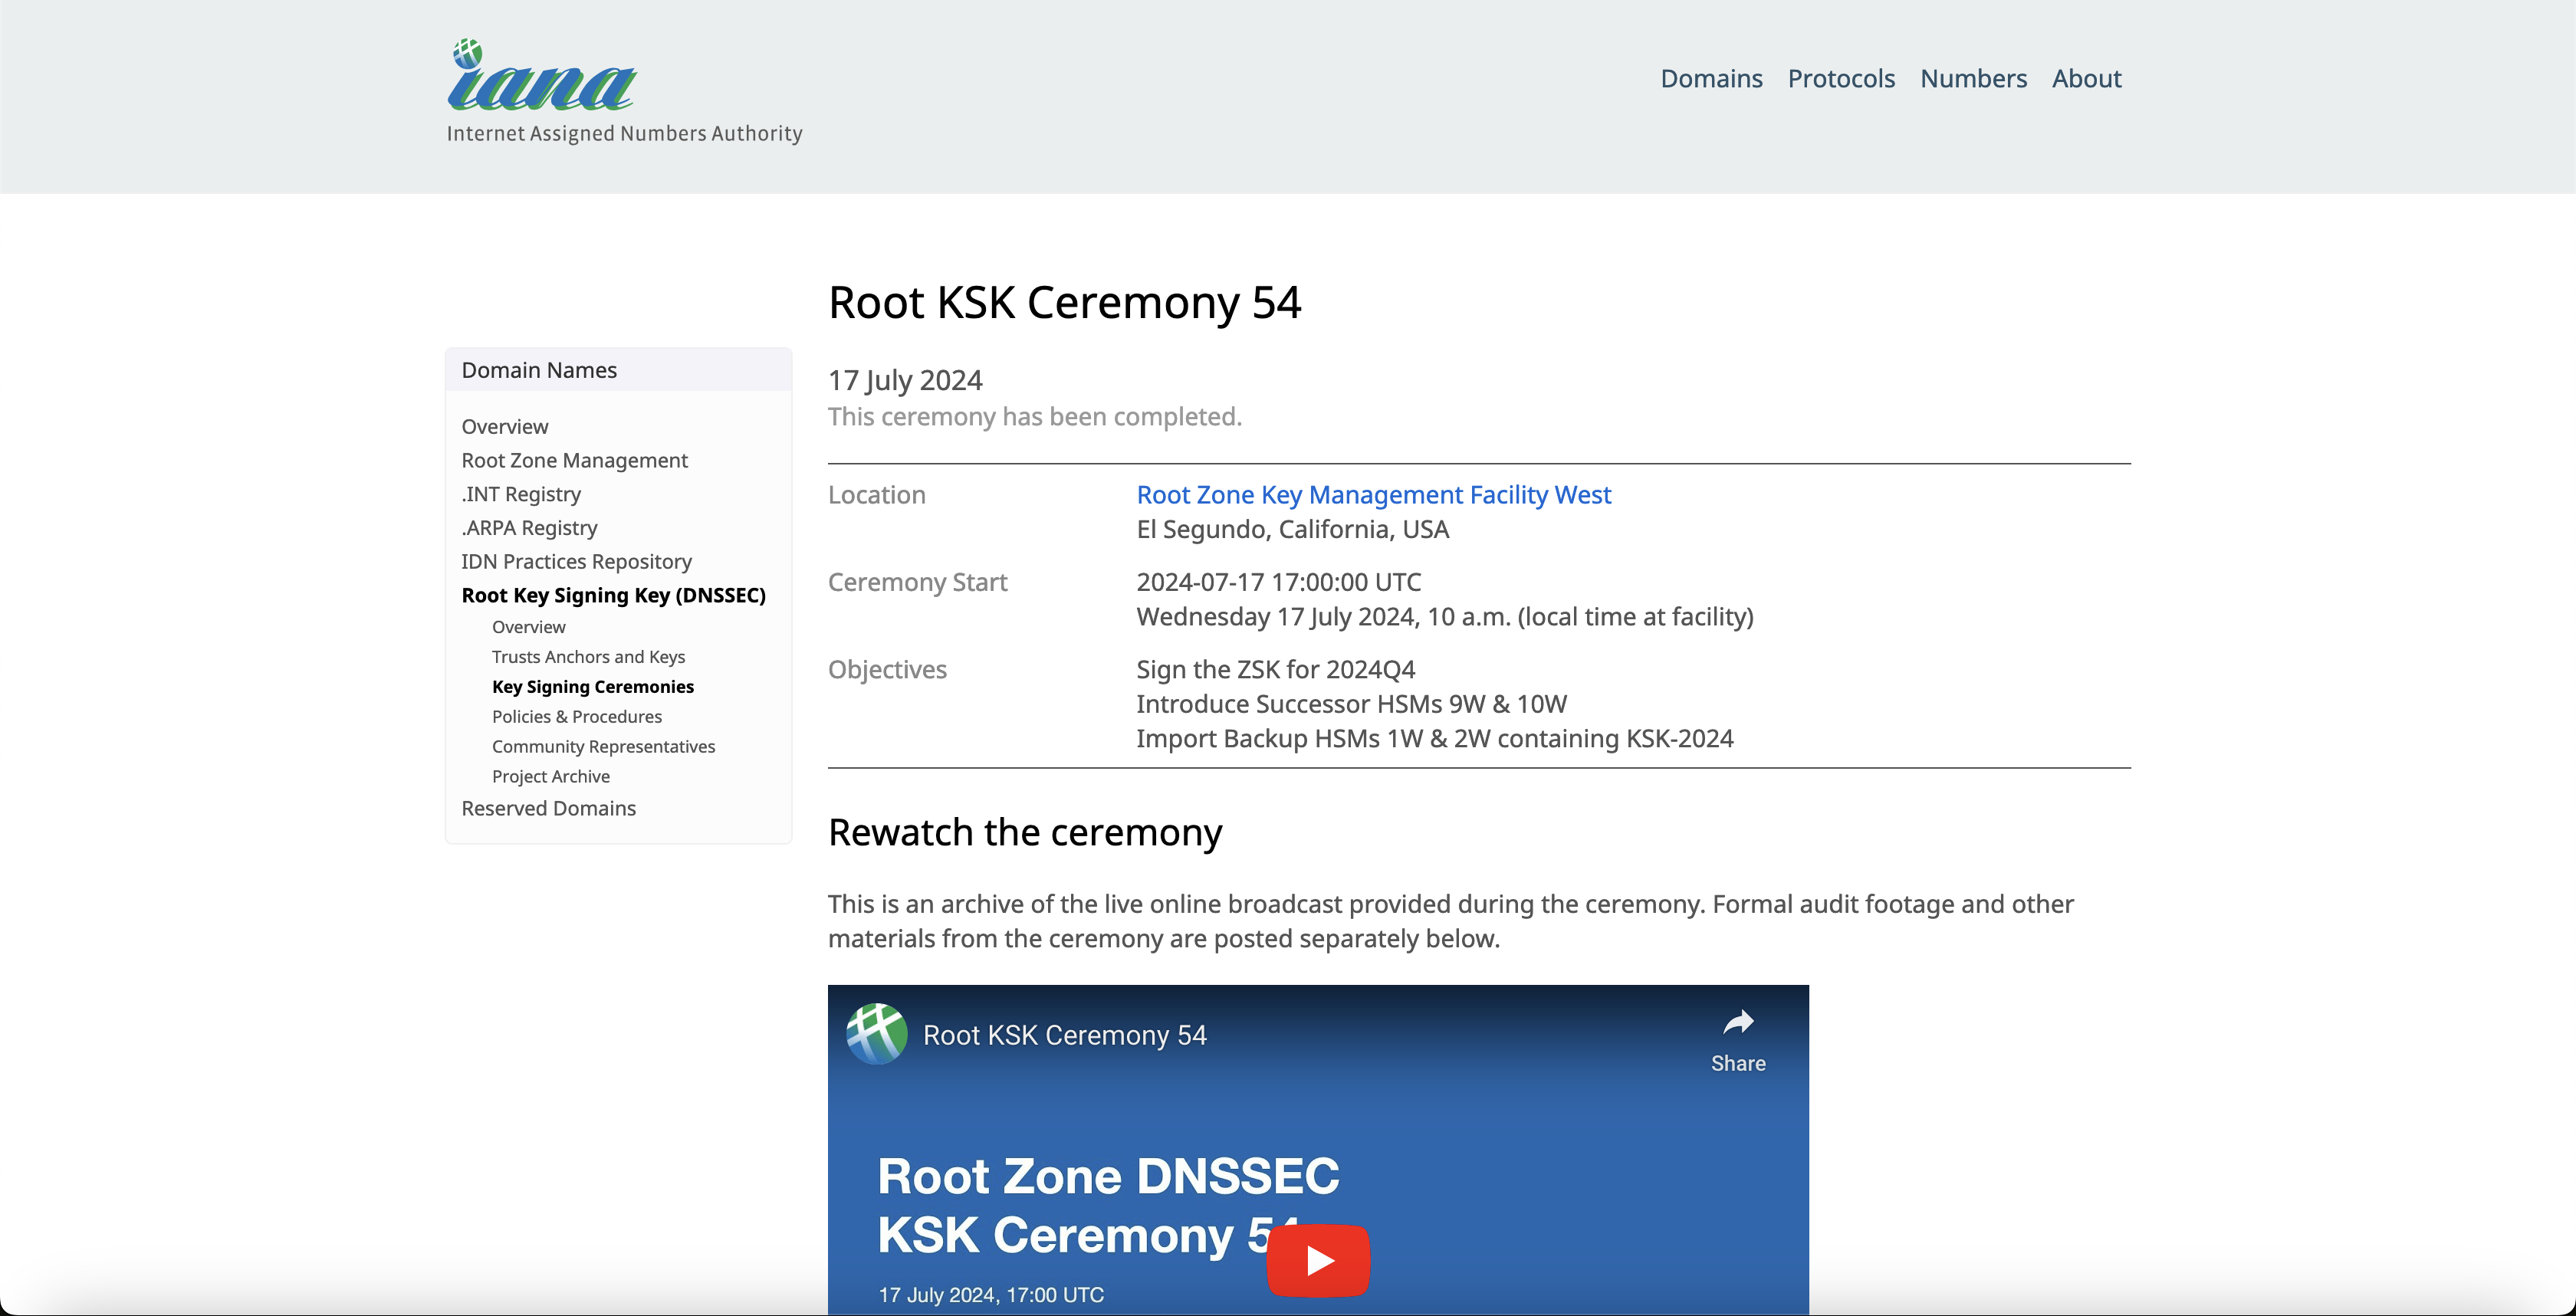 iana
Internet Assigned Numbers Authority
Domains Protocols Numbers About
Root KSK Ceremony 54
Domain Names
Overview
Root Zone Management
.INT Registry
.ARPA Registry
IDN Practices Repository
Root Key Signing Key (DNSSEC)
Overview
Trusts Anchors and Keys
Key Signing Ceremonies
Policies & Procedures
Community Representatives
Project Archive
Reserved Domains
17 July 2024
This ceremony has been completed.
Location Root Zone Key Management Facility West
El Segundo, California, USA
Ceremony Start 2024-07-17 17:00:00 UTC
Wednesday 17 July 2024, 10 a.m. (local time at facility)
Objectives Sign the ZSK for 2024Q4
Introduce Successor HSMs 9W & 10W
Import Backup HSMs 1W & 2W containing KSK-2024
Rewatch the ceremony
This is an archive of the live online broadcast provided during the ceremony. Formal audit footage and other
materials from the ceremony are posted separately below.
Root KSK Ceremony 54
Share
Root Zone DNSSEC
KSK Ceremony 54
17 July 2024, 17:00 UTC